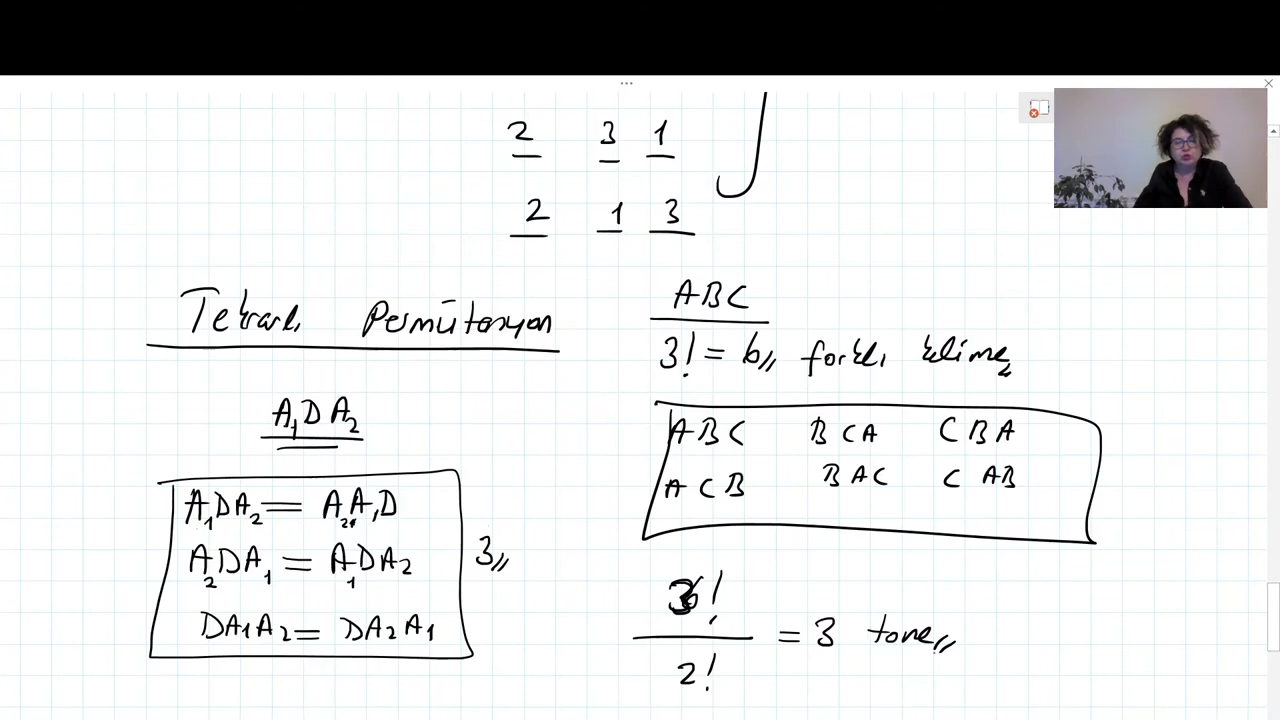 2 3 1
2 1 3
Tekrarlı Permütasyon
A₁DA₂
A₁DA₂ = A₂A₁D
A₂DA₁ = A₁DA₂
DA₁A₂ = DA₂A₁
3,,
ABC
3! = 6,, farklı kelime,,
ABC BCA CBA
ACB BAC CAB
3!
2!
= 3 tane,,